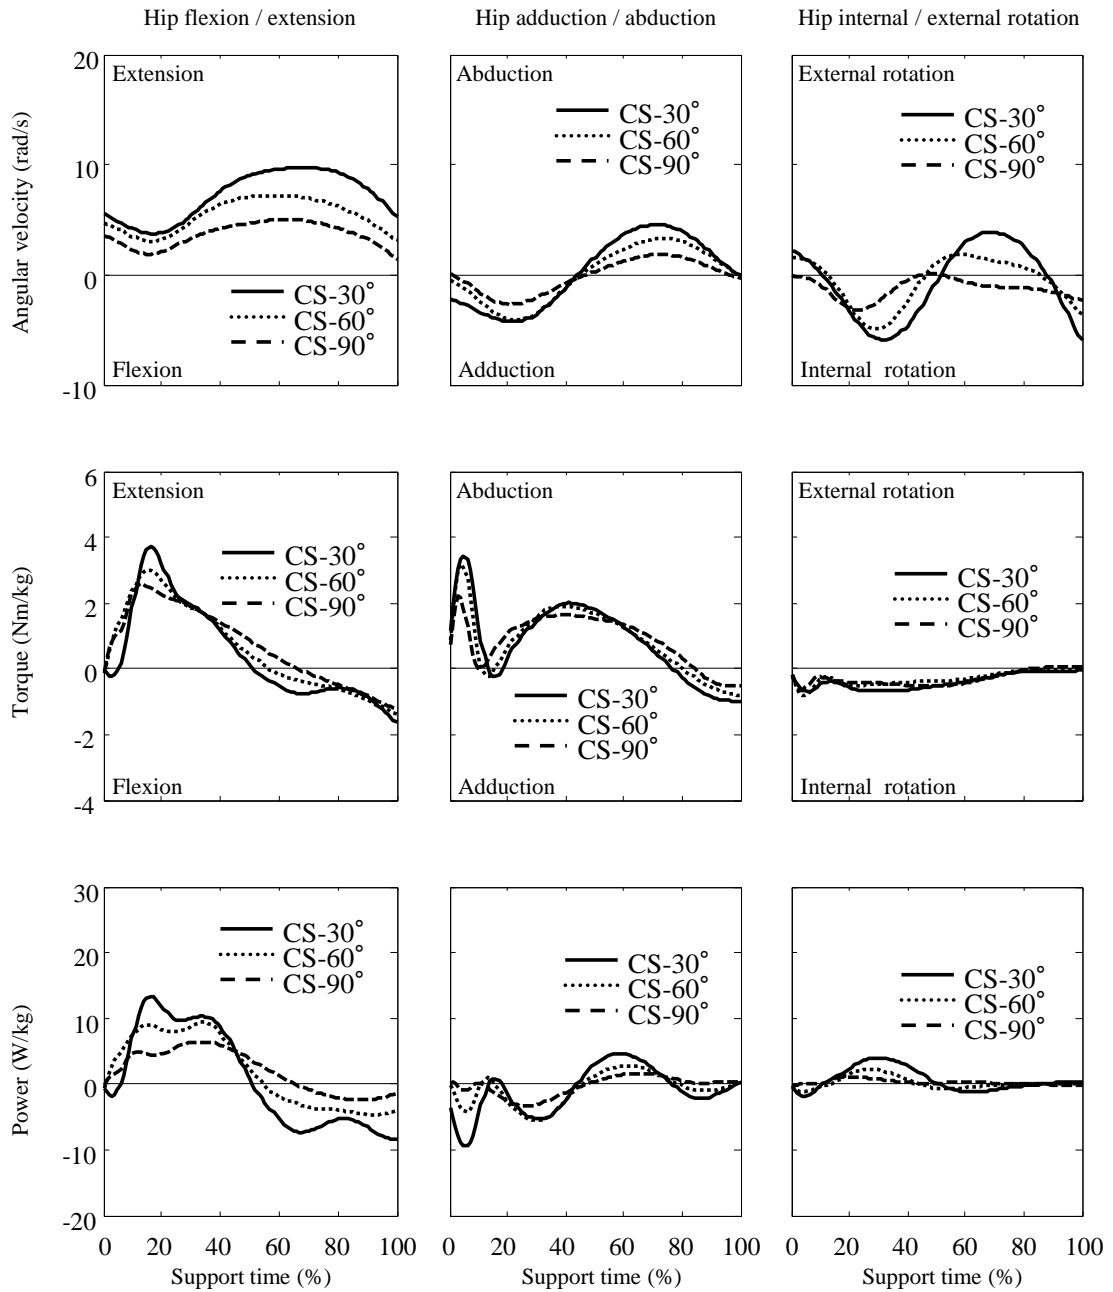 Hip flexion / extension
Hip adduction / abduction
Hip internal / external rotation
Angular velocity (rad/s)
20
10
0
-10
Extension
CS-30°
CS-60°
CS-90°
Flexion
Abduction
CS-30°
CS-60°
CS-90°
Adduction
External rotation
CS-30°
CS-60°
CS-90°
Internal rotation
Torque (Nm/kg)
6
4
2
0
-2
-4
Extension
CS-30°
CS-60°
CS-90°
Flexion
Abduction
CS-30°
CS-60°
CS-90°
Adduction
External rotation
CS-30°
CS-60°
CS-90°
Internal rotation
Power (W/kg)
30
20
10
0
-10
-20
CS-30°
CS-60°
CS-90°
CS-30°
CS-60°
CS-90°
CS-30°
CS-60°
CS-90°
0 20 40 60 80 100
0 20 40 60 80 100
0 20 40 60 80 100
Support time (%)
Support time (%)
Support time (%)